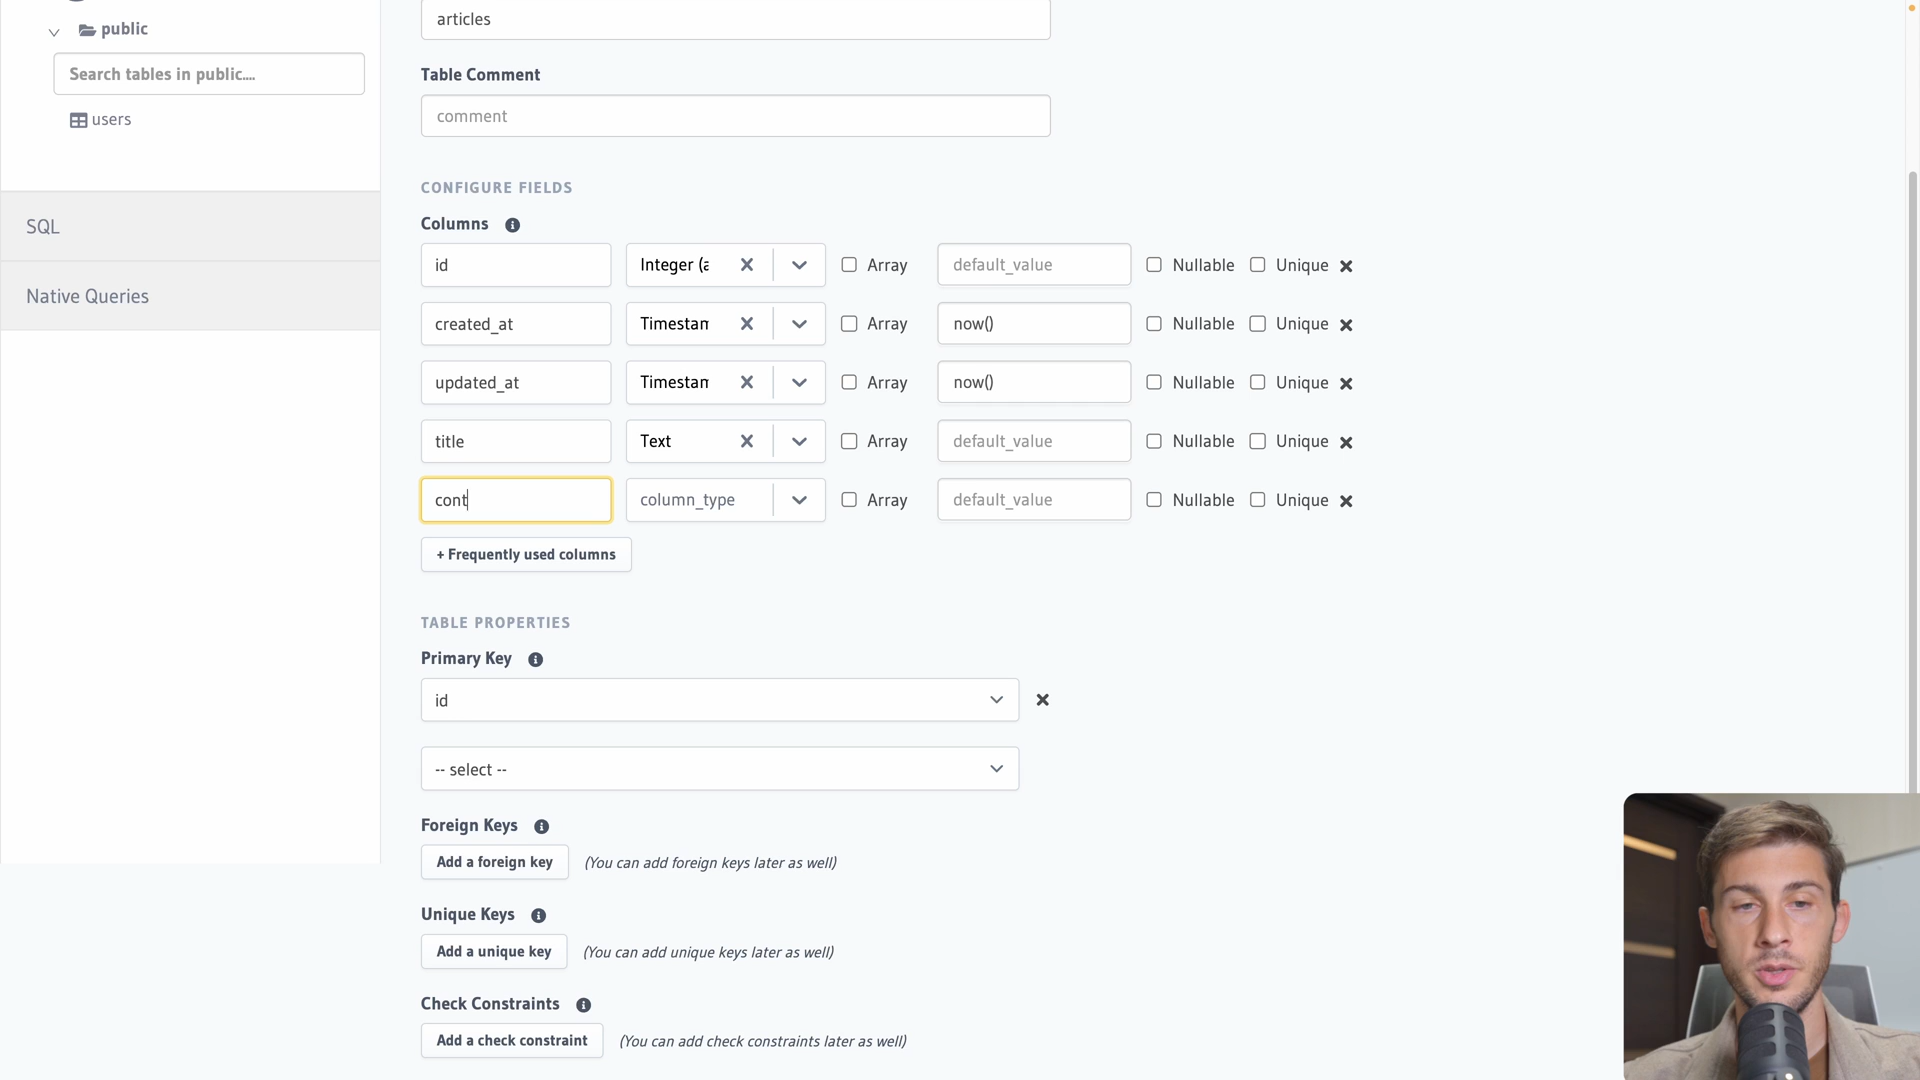 public
Search tables in public....
users
SQL
Native Queries
articles
Table Comment
comment
CONFIGURE FIELDS
Columns
id Integer (a Array default_value Nullable Unique
created_at Timestam Array now() Nullable Unique
updated_at Timestam Array now() Nullable Unique
title Text Array default_value Nullable Unique
cont column_type Array default_value Nullable Unique
+ Frequently used columns
TABLE PROPERTIES
Primary Key
id
-- select --
Foreign Keys
Add a foreign key (You can add foreign keys later as well)
Unique Keys
Add a unique key (You can add unique keys later as well)
Check Constraints
Add a check constraint (You can add check constraints later as well)